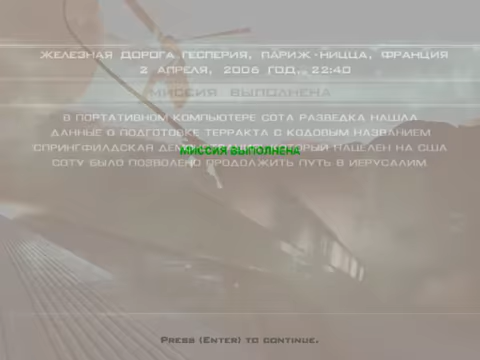 ЖЕЛЕЗНАЯ ДОРОГА ГЕСПЕРИЯ, ПАРИЖ-НИЦЦА, ФРАНЦИЯ
2 АПРЕЛЯ, 2006 ГОД. 22:40
МИССИЯ ВЫПОЛНЕНА
В ПОРТАТИВНОМ КОМПЬЮТЕРЕ СОТА РАЗВЕДКА НАШЛА
ДАННЫЕ О ПОДГОТОВКЕ ТЕРРАКТА С КОДОВЫМ НАЗВАНИЕМ
СПРИНГФИЛДСКАЯ НАЦЕЛЕН НА США
МИССИЯ ВЫПОЛНЕНА
СОТУ БЫЛО ПОЗВОЛЕНО ПРОДОЛЖИТЬ ПУТЬ В ИЕРУСАЛИМ.
Press (Enter) to continue.